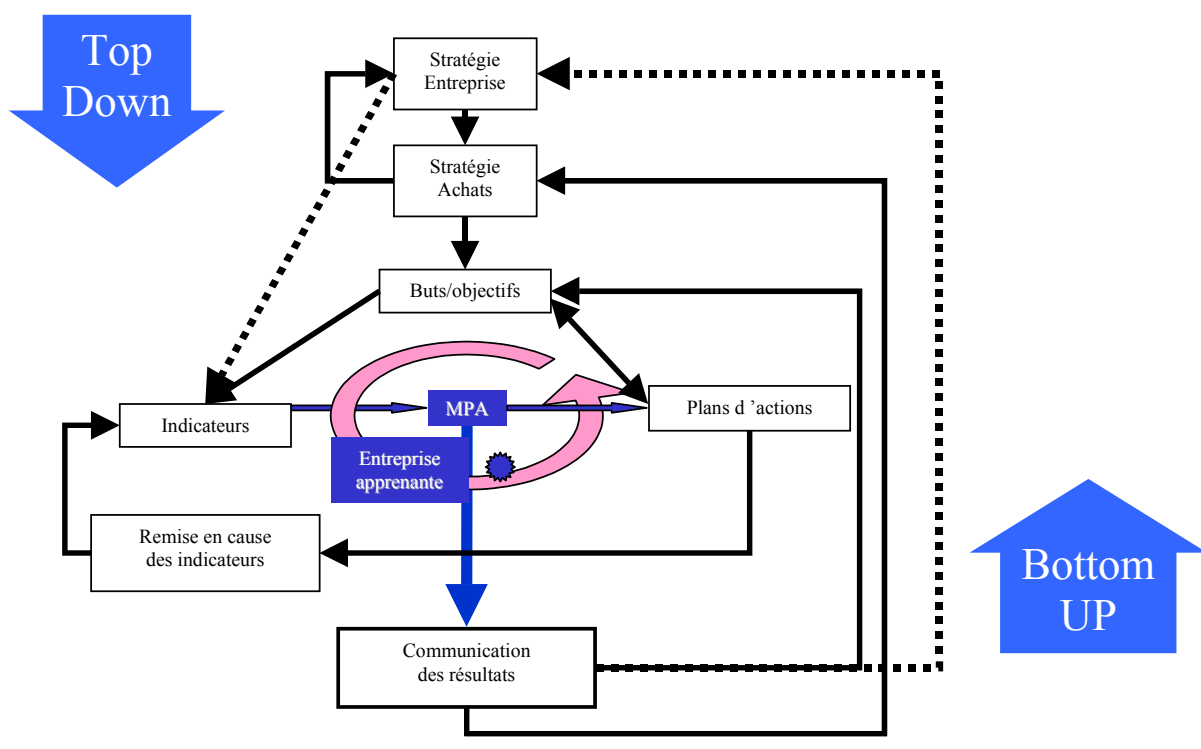 Top
Down
Stratégie
Entreprise
Stratégie
Achats
Buts/objectifs
Indicateurs
MPA
Plans d ’actions
Entreprise
apprenante
Remise en cause
des indicateurs
Bottom
UP
Communication
des résultats